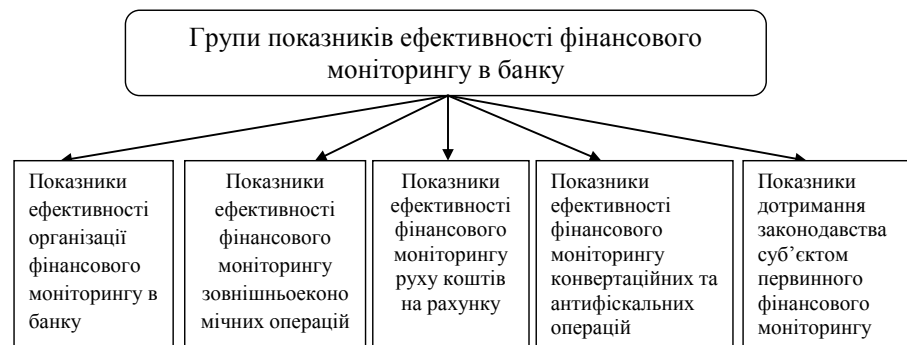 Групи показників ефективності фінансового
моніторингу в банку
Показники
ефективності
організації
фінансового
моніторингу в
банку
Показники
ефективності
фінансового
моніторингу
зовнішньоеконо
мічних операцій
Показники
ефективності
фінансового
моніторингу
руху коштів
на рахунку
Показники
ефективності
фінансового
моніторингу
конвертаційних та
антифіскальних
операцій
Показники
дотримання
законодавства
суб’єктом
первинного
фінансового
моніторингу